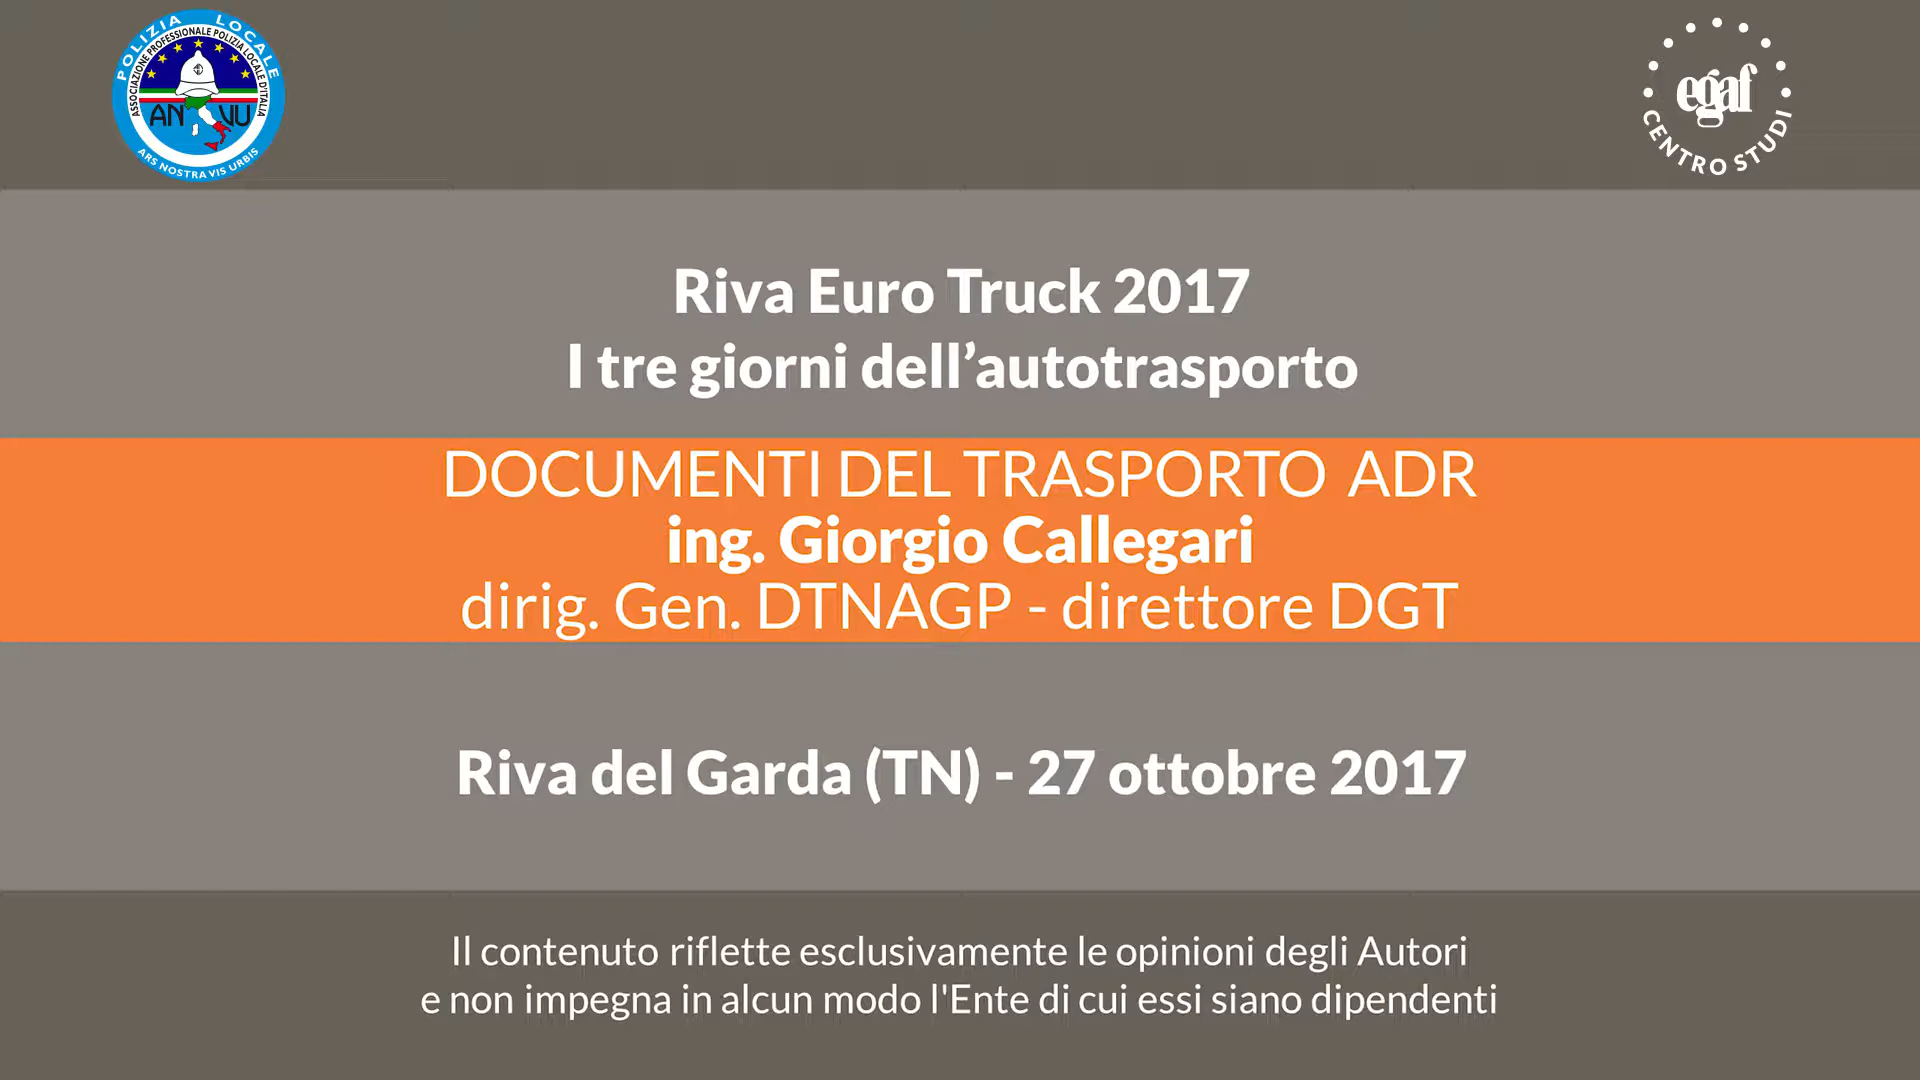 POLIZIA LOCALE
ASSOCIAZIONE PROFESSIONALE POLIZIA LOCALE D'ITALIA
AN VU
ARS NOSTRA VIS URBIS
egaf
CENTRO STUDI
Riva Euro Truck 2017
I tre giorni dell’autotrasporto
DOCUMENTI DEL TRASPORTO ADR
ing. Giorgio Callegari
dirig. Gen. DTNAGP - direttore DGT
Riva del Garda (TN) - 27 ottobre 2017
Il contenuto riflette esclusivamente le opinioni degli Autori
e non impegna in alcun modo l'Ente di cui essi siano dipendenti